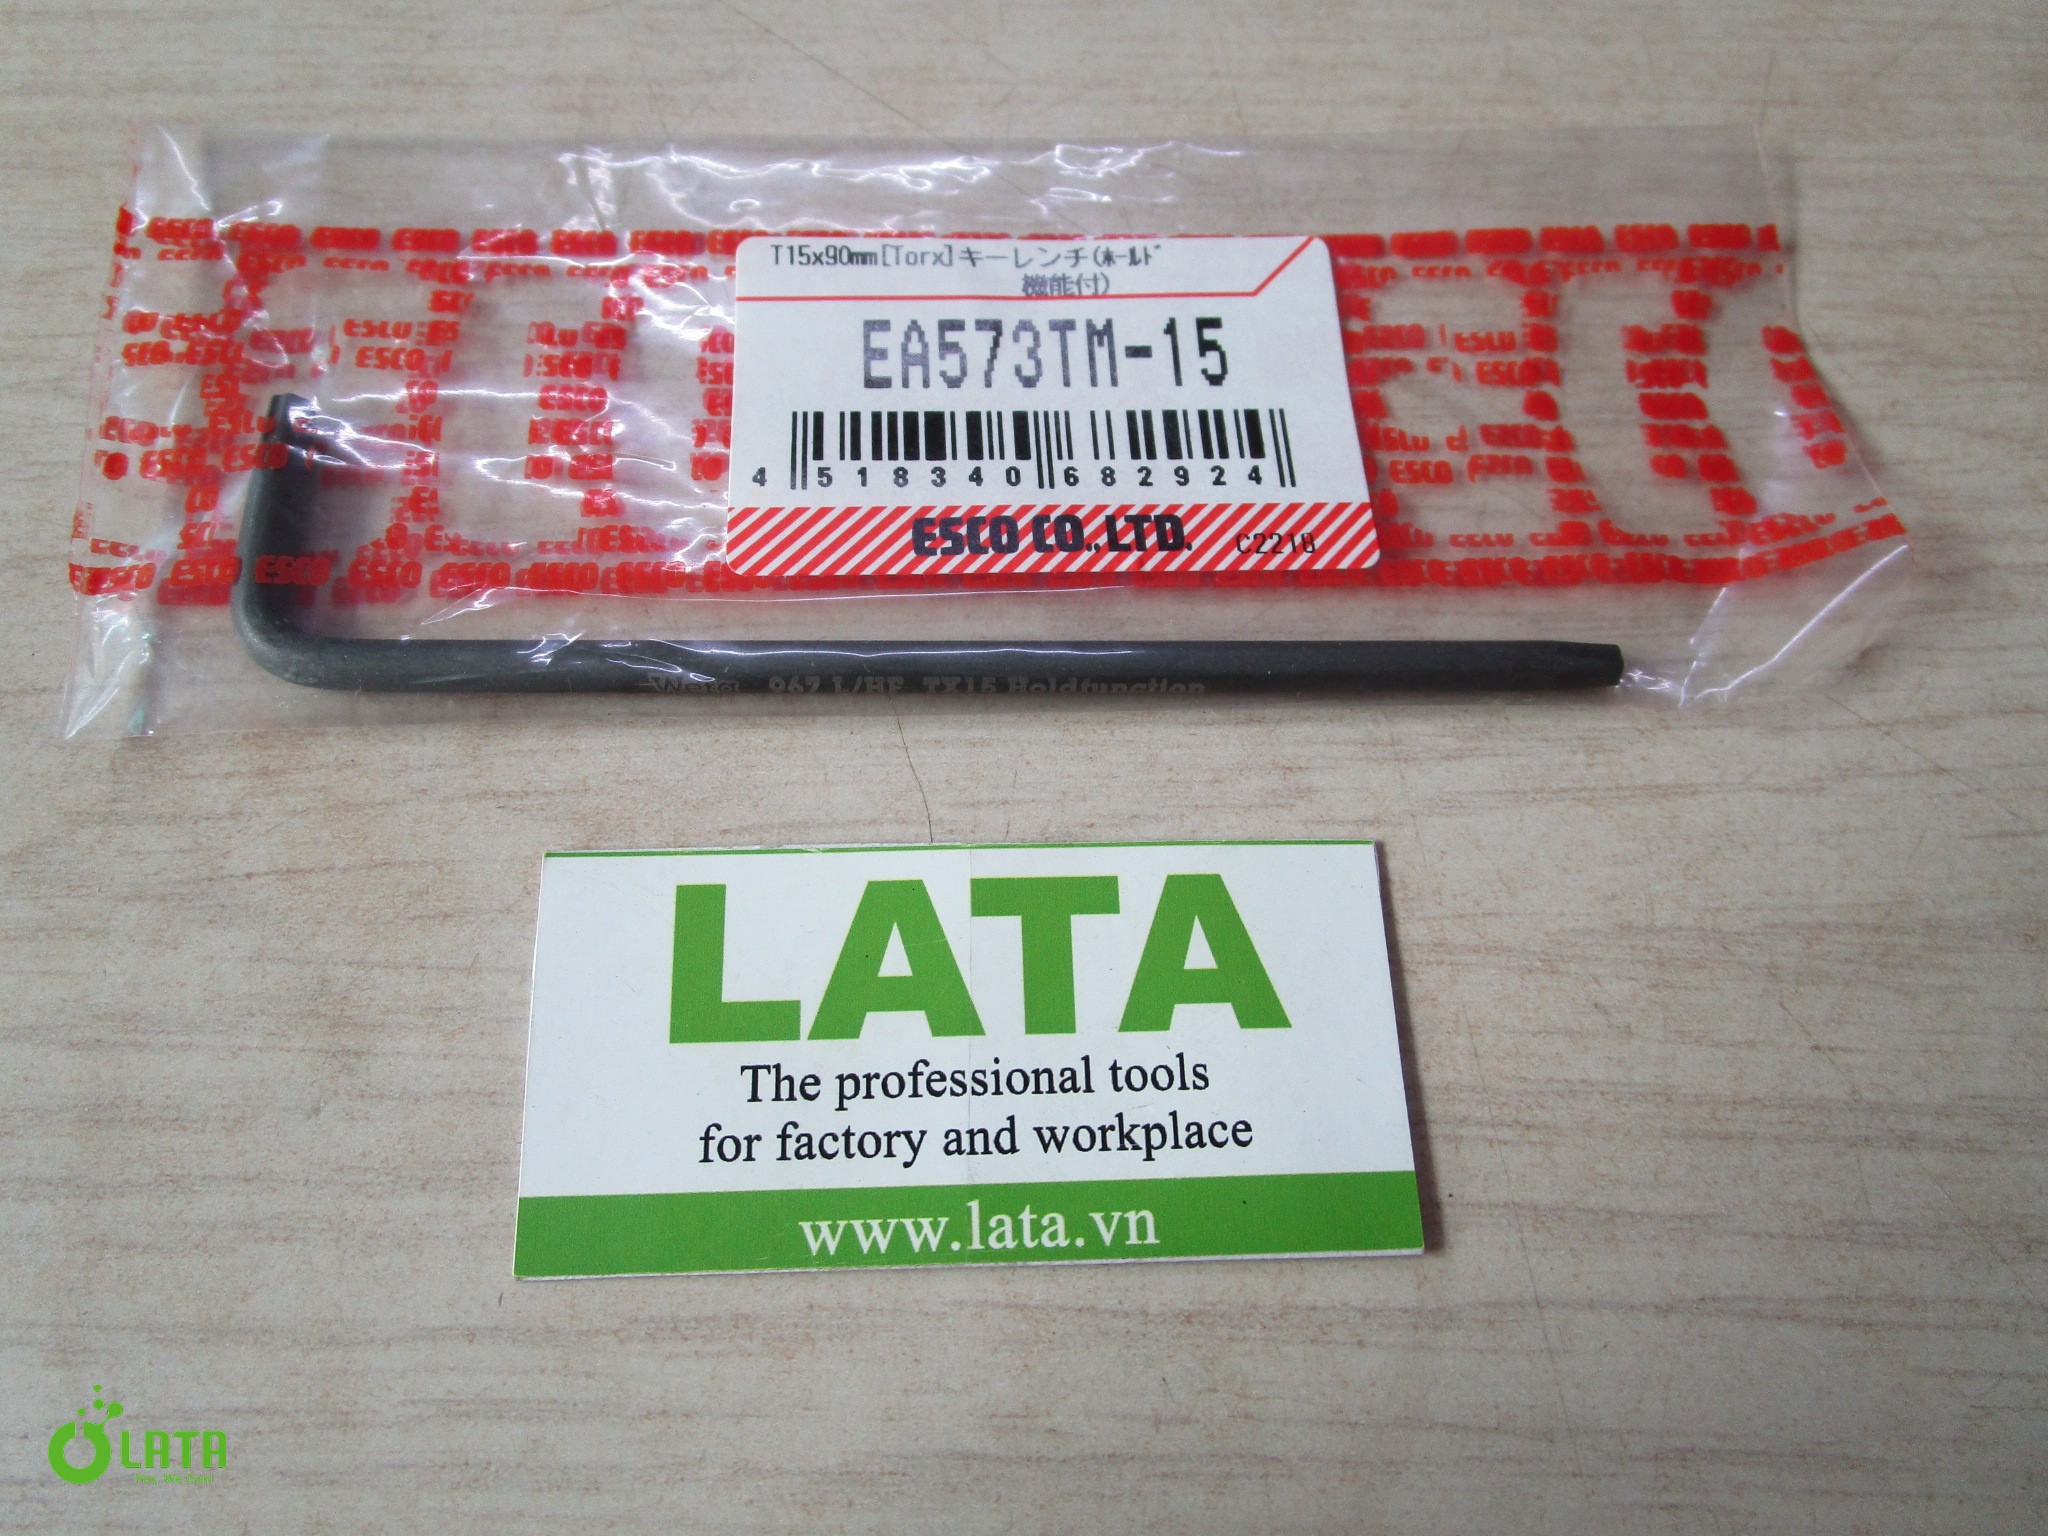 T15x90mm[Torx]キーレンチ(ﾎｰﾙﾄﾞ
機能付)
EA573TM-15
4 518340 682924
ESCO CO.,LTD. C2218
967 L/HF TX15 Holdfunction
LATA
The professional tools
for factory and workplace
www.lata.vn
LATA